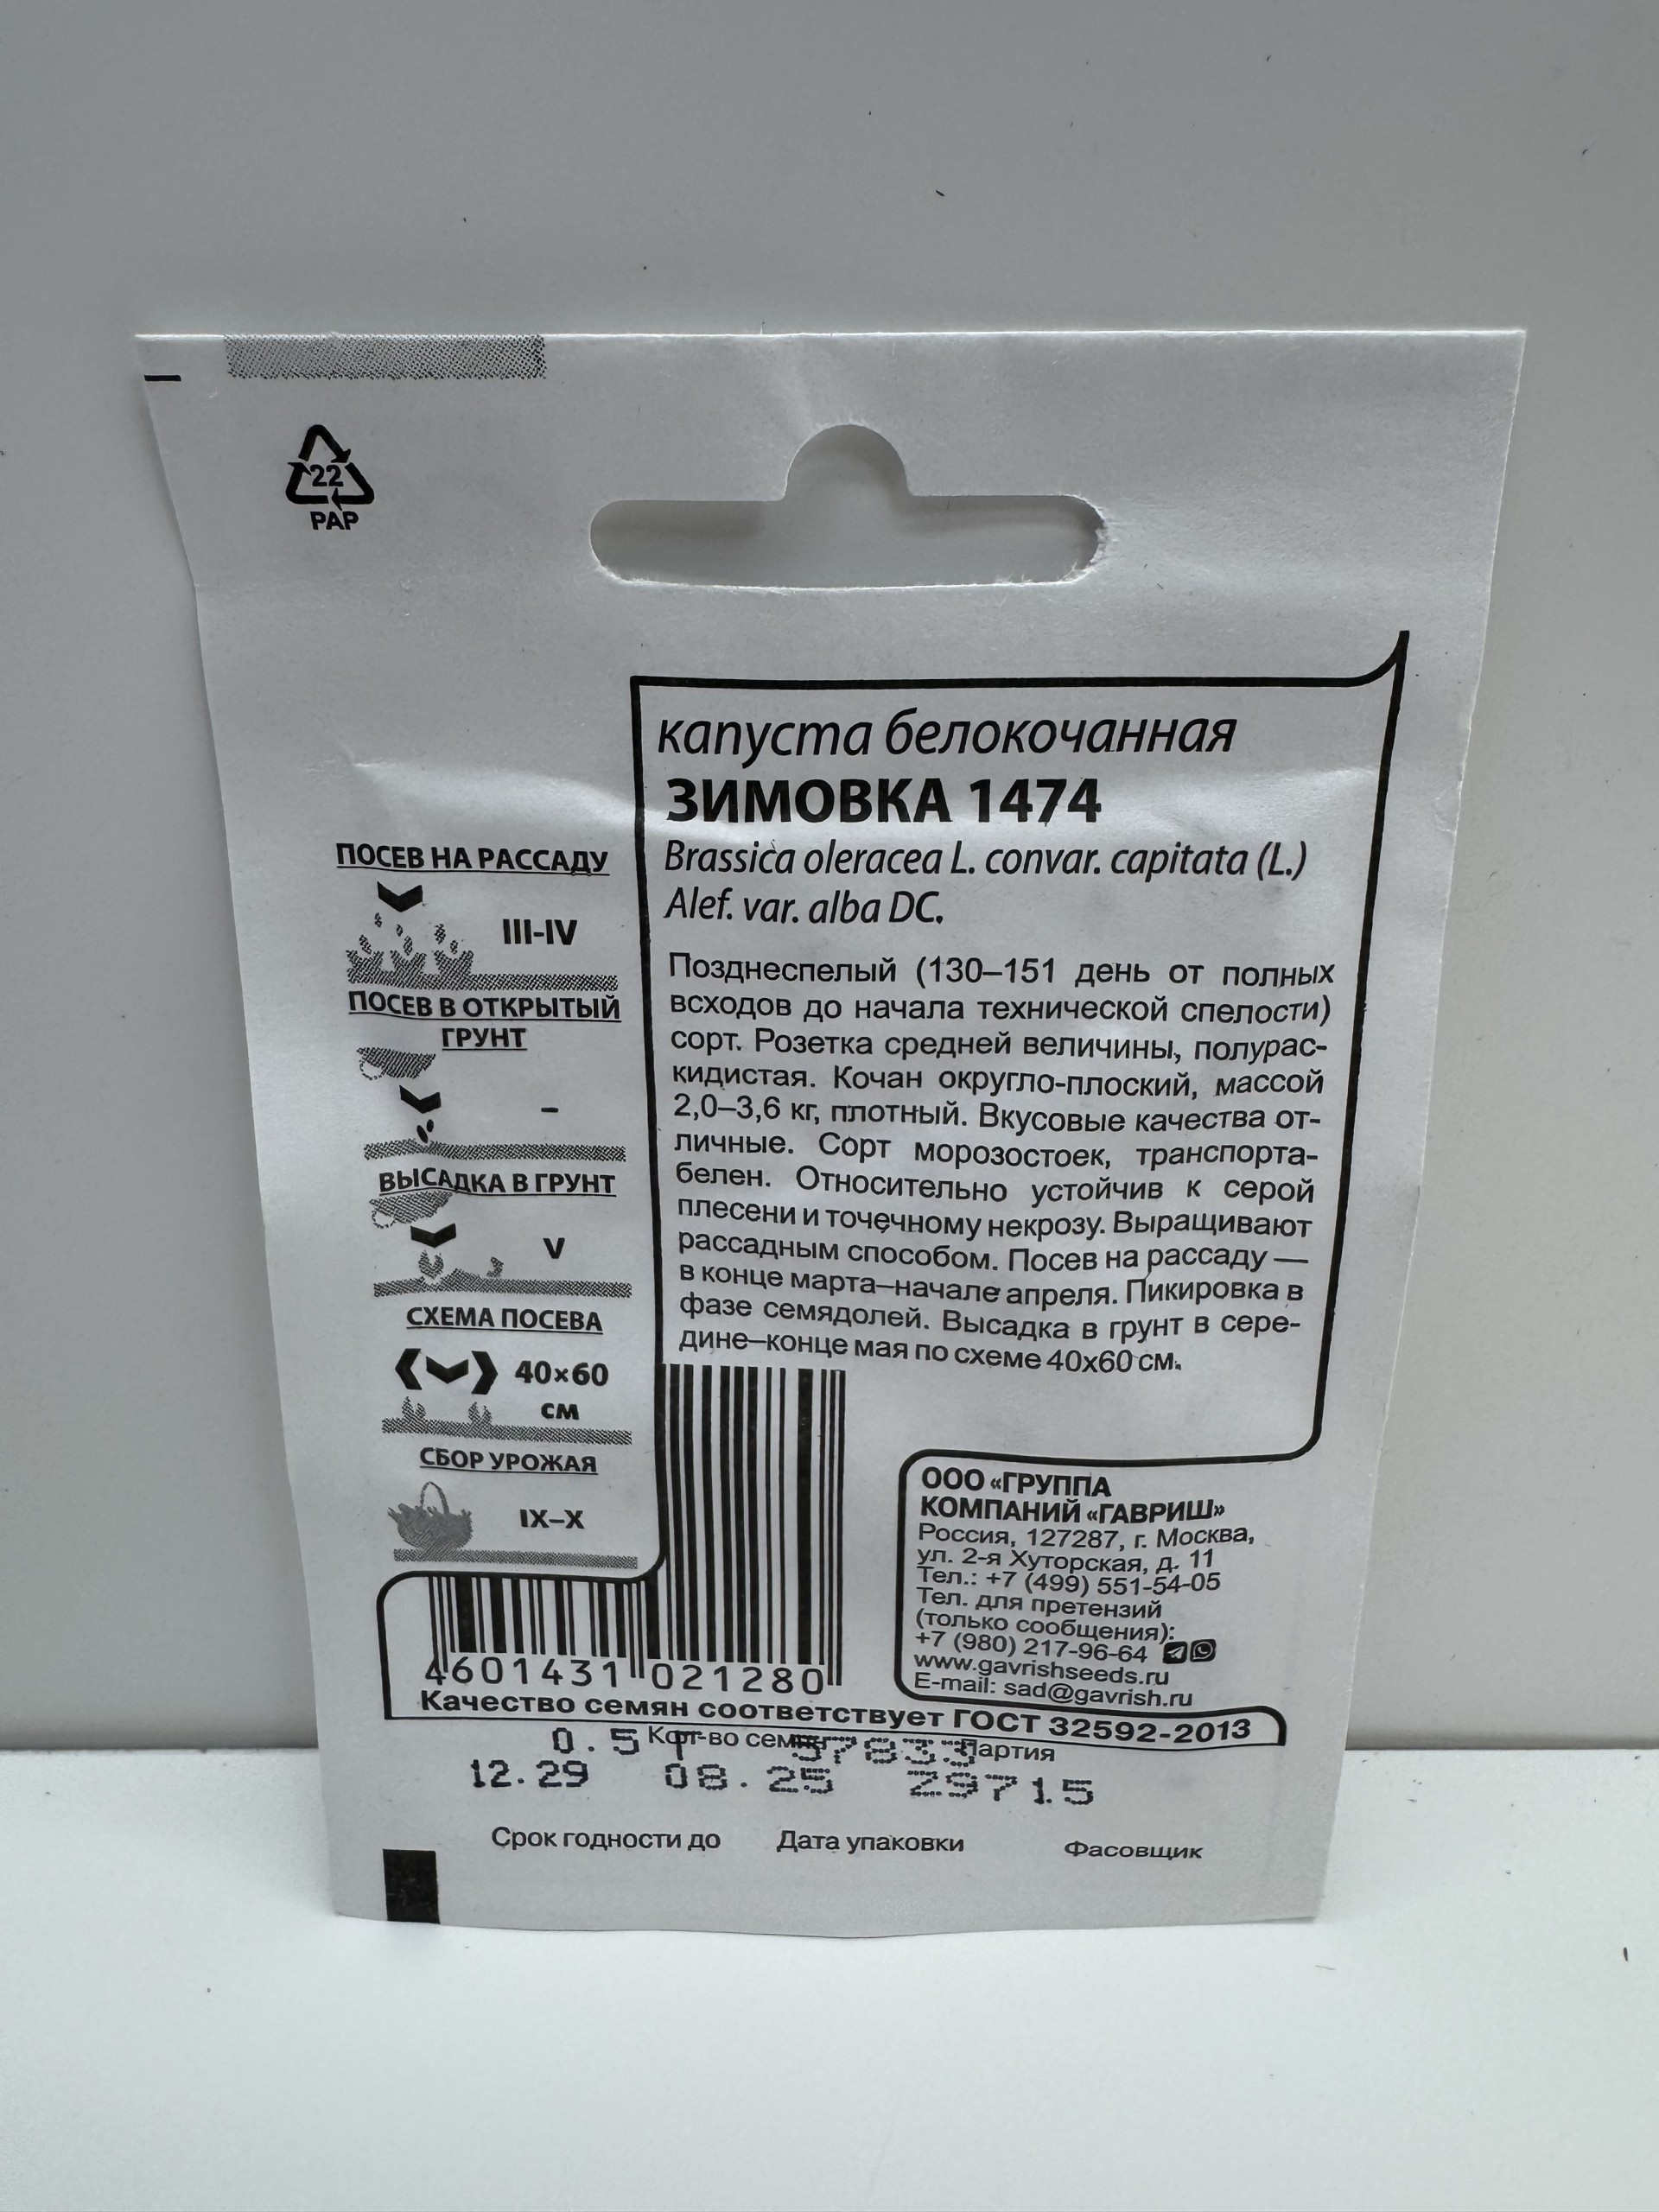 22
PAP
капуста белокочанная
ЗИМОВКА 1474
Brassica oleracea L. convar. capitata (L.)
Alef. var. alba DC.
Позднеспелый (130–151 день от полных
всходов до начала технической спелости)
сорт. Розетка средней величины, полурас-
кидистая. Кочан округло-плоский, массой
2,0–3,6 кг, плотный. Вкусовые качества от-
личные. Сорт морозостоек, транспорта-
белен. Относительно устойчив к серой
плесени и точечному некрозу. Выращивают
рассадным способом. Посев на рассаду —
в конце марта–начале апреля. Пикировка в
фазе семядолей. Высадка в грунт в сере-
дине–конце мая по схеме 40х60 см.
ПОСЕВ НА РАССАДУ
III-IV
ПОСЕВ В ОТКРЫТЫЙ
ГРУНТ
–
ВЫСАДКА В ГРУНТ
V
СХЕМА ПОСЕВА
40×60
см
СБОР УРОЖАЯ
IX–X
ООО «ГРУППА
КОМПАНИЙ «ГАВРИШ»
Россия, 127287, г. Москва,
ул. 2-я Хуторская, д. 11
Тел.: +7 (499) 551-54-05
Тел. для претензий
(только сообщения):
+7 (980) 217-96-64
www.gavrishseeds.ru
E-mail: sad@gavrish.ru
4601431021280
Качество семян соответствует ГОСТ 32592-2013
0.5 Кол-во семян Партия
12.29 08.25 29715
Срок годности до Дата упаковки Фасовщик